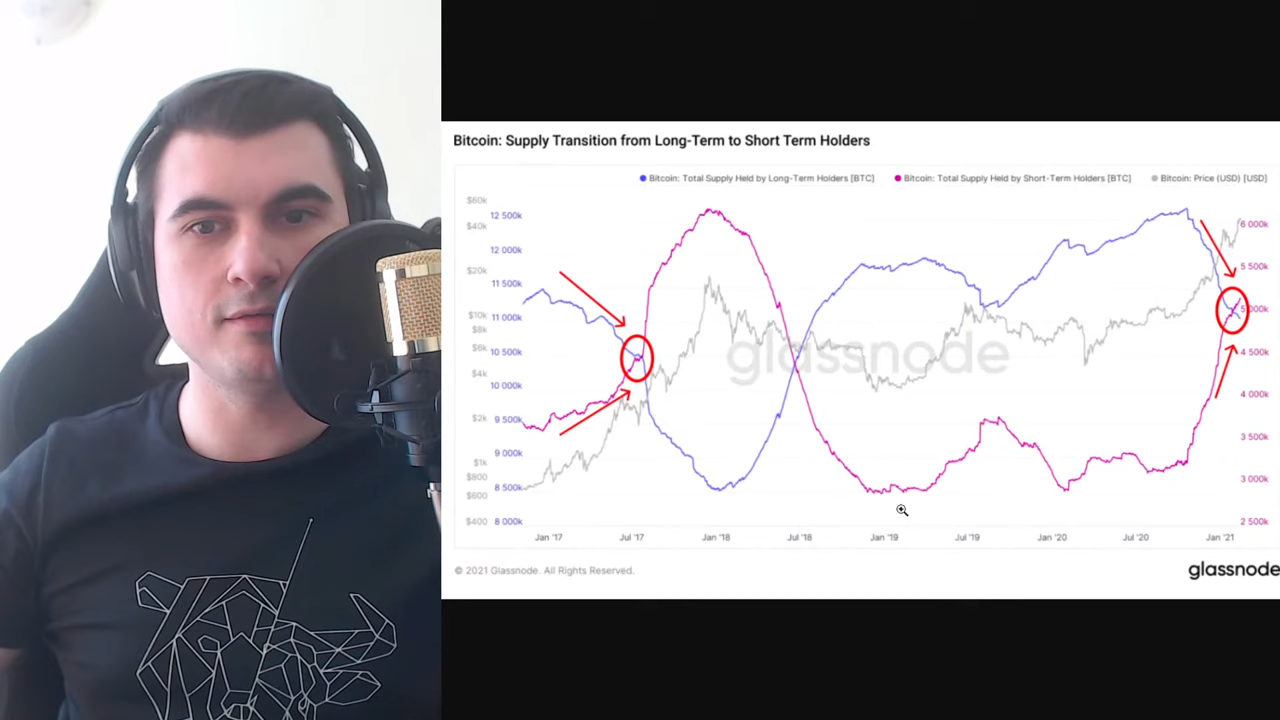 Bitcoin: Supply Transition from Long-Term to Short Term Holders
Bitcoin: Total Supply Held by Long-Term Holders [BTC]
Bitcoin: Total Supply Held by Short-Term Holders [BTC]
Bitcoin: Price (USD) [USD]
$60k
$40k
$20k
$10k
$8k
$6k
$4k
$2k
$1k
$800
$600
$400
12 500k
12 000k
11 500k
11 000k
10 500k
10 000k
9 500k
9 000k
8 500k
8 000k
glassnode
6 000k
5 500k
5 000k
4 500k
4 000k
3 500k
3 000k
2 500k
Jan '17
Jul '17
Jan '18
Jul '18
Jan '19
Jul '19
Jan '20
Jul '20
Jan '21
© 2021 Glassnode. All Rights Reserved.
glassnode